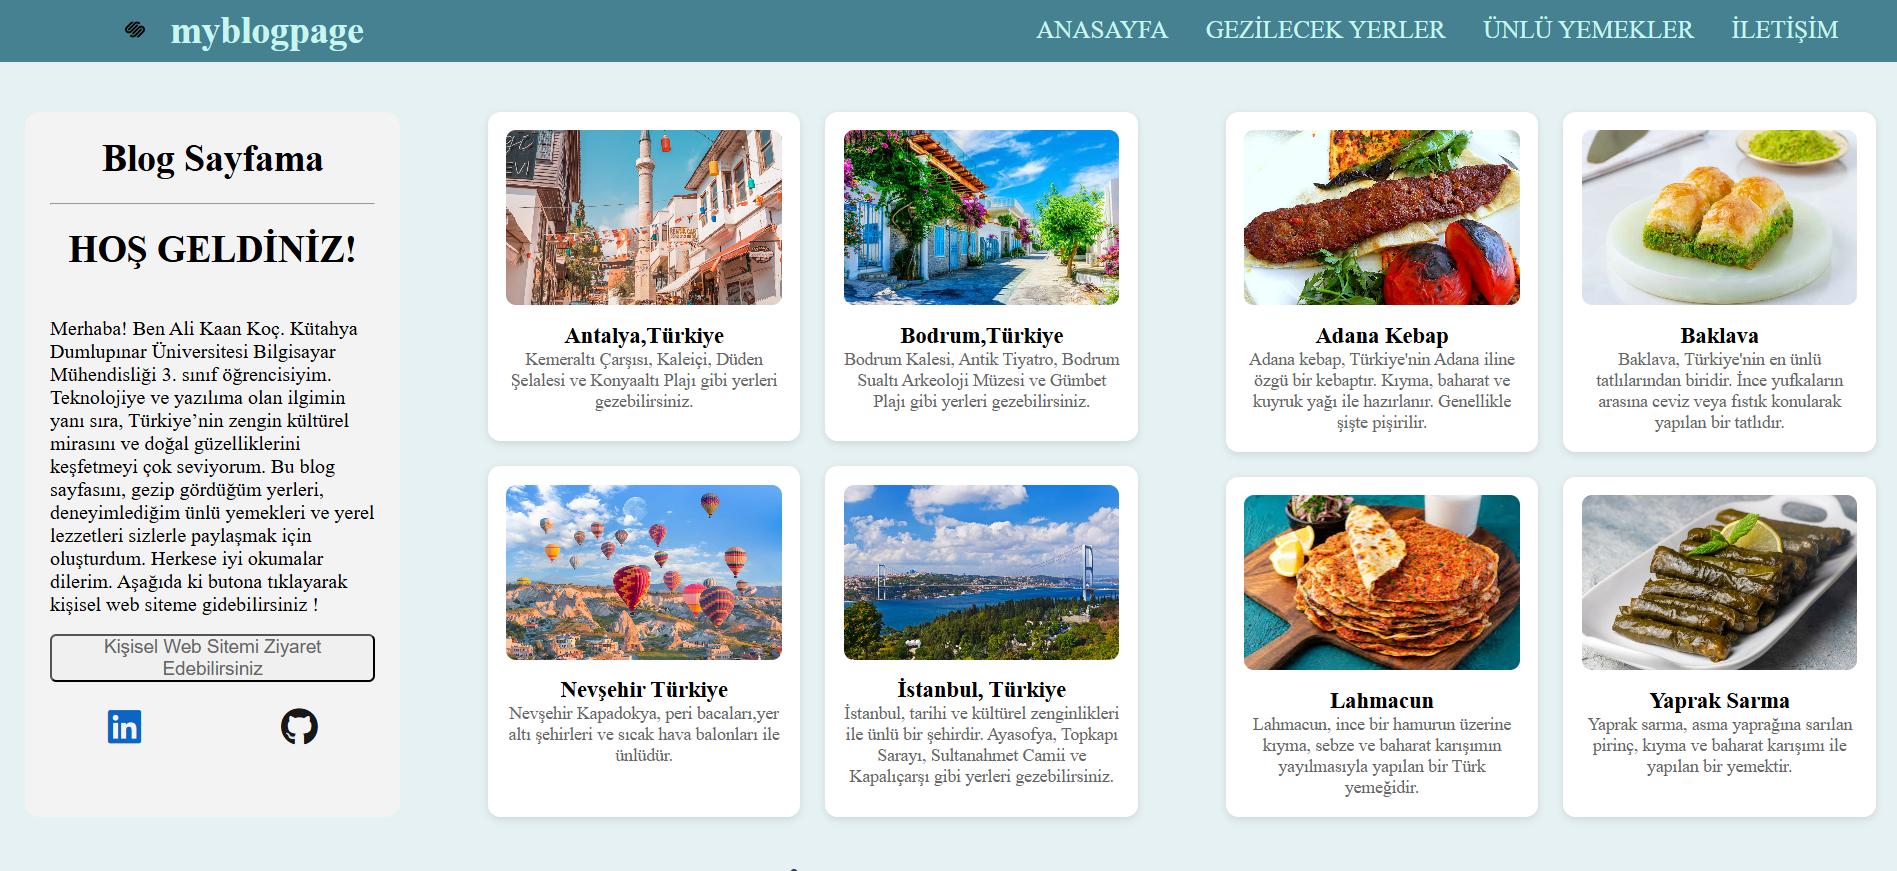 myblogpage
ANASAYFA
GEZİLECEK YERLER
ÜNLÜ YEMEKLER
İLETİŞİM
Blog Sayfama
HOŞ GELDİNİZ!
Merhaba! Ben Ali Kaan Koç. Kütahya
Dumlupınar Üniversitesi Bilgisayar
Mühendisliği 3. sınıf öğrencisiyim.
Teknolojiye ve yazılıma olan ilgimin
yanı sıra, Türkiye’nin zengin kültürel
mirasını ve doğal güzelliklerini
keşfetmeyi çok seviyorum. Bu blog
sayfasını, gezip gördüğüm yerleri,
deneyimlediğim ünlü yemekleri ve yerel
lezzetleri sizlerle paylaşmak için
oluşturdum. Herkese iyi okumalar
dilerim. Aşağıda ki butona tıklayarak
kişisel web siteme gidebilirsiniz !
Kişisel Web Sitemi Ziyaret
Edebilirsiniz
in
Antalya,Türkiye
Kemeraltı Çarşısı, Kaleiçi, Düden
Şelalesi ve Konyaaltı Plajı gibi yerleri
gezebilirsiniz.
Bodrum,Türkiye
Bodrum Kalesi, Antik Tiyatro, Bodrum
Sualtı Arkeoloji Müzesi ve Gümbet
Plajı gibi yerleri gezebilirsiniz.
Nevşehir Türkiye
Nevşehir Kapadokya, peri bacaları,yer
altı şehirleri ve sıcak hava balonları ile
ünlüdür.
İstanbul, Türkiye
İstanbul, tarihi ve kültürel zenginlikleri
ile ünlü bir şehirdir. Ayasofya, Topkapı
Sarayı, Sultanahmet Camii ve
Kapalıçarşı gibi yerleri gezebilirsiniz.
Adana Kebap
Adana kebap, Türkiye'nin Adana iline
özgü bir kebaptır. Kıyma, baharat ve
kuyruk yağı ile hazırlanır. Genellikle
şişte pişirilir.
Baklava
Baklava, Türkiye'nin en ünlü
tatlılarından biridir. İnce yufkaların
arasına ceviz veya fıstık konularak
yapılan bir tatlıdır.
Lahmacun
Lahmacun, ince bir hamurun üzerine
kıyma, sebze ve baharat karışımın
yayılmasıyla yapılan bir Türk
yemeğidir.
Yaprak Sarma
Yaprak sarma, asma yaprağına sarılan
pirinç, kıyma ve baharat karışımı ile
yapılan bir yemektir.